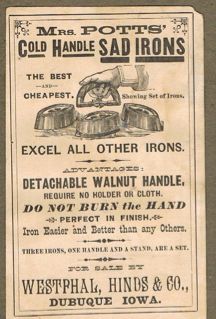 MRS. POTTS'
COLD HANDLE SAD IRONS
THE BEST
—AND—
CHEAPEST.
Showing Set of Irons.
EXCEL ALL OTHER IRONS.
ADVANTAGES:
DETACHABLE WALNUT HANDLE,
REQUIRE NO HOLDER OR CLOTH.
DO NOT BURN the HAND
PERFECT IN FINISH.
Iron Easier and Better than any Others.
THREE IRONS, ONE HANDLE AND A STAND, ARE A SET.
FOR SALE BY
WESTPHAL, HINDS & CO.,
DUBUQUE IOWA.